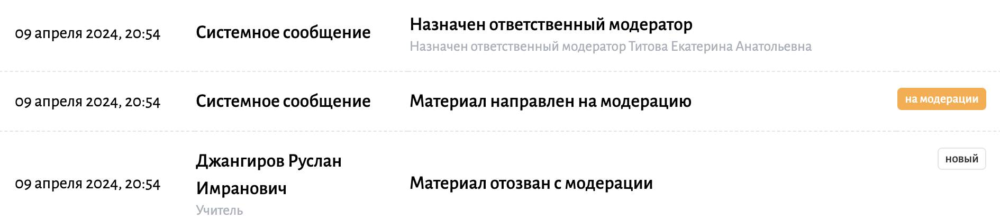 09 апреля 2024, 20:54
Системное сообщение
Назначен ответственный модератор
Назначен ответственный модератор Титова Екатерина Анатольевна
09 апреля 2024, 20:54
Системное сообщение
Материал направлен на модерацию
на модерации
09 апреля 2024, 20:54
Джангиров Руслан
Имранович
Учитель
Материал отозван с модерации
новый